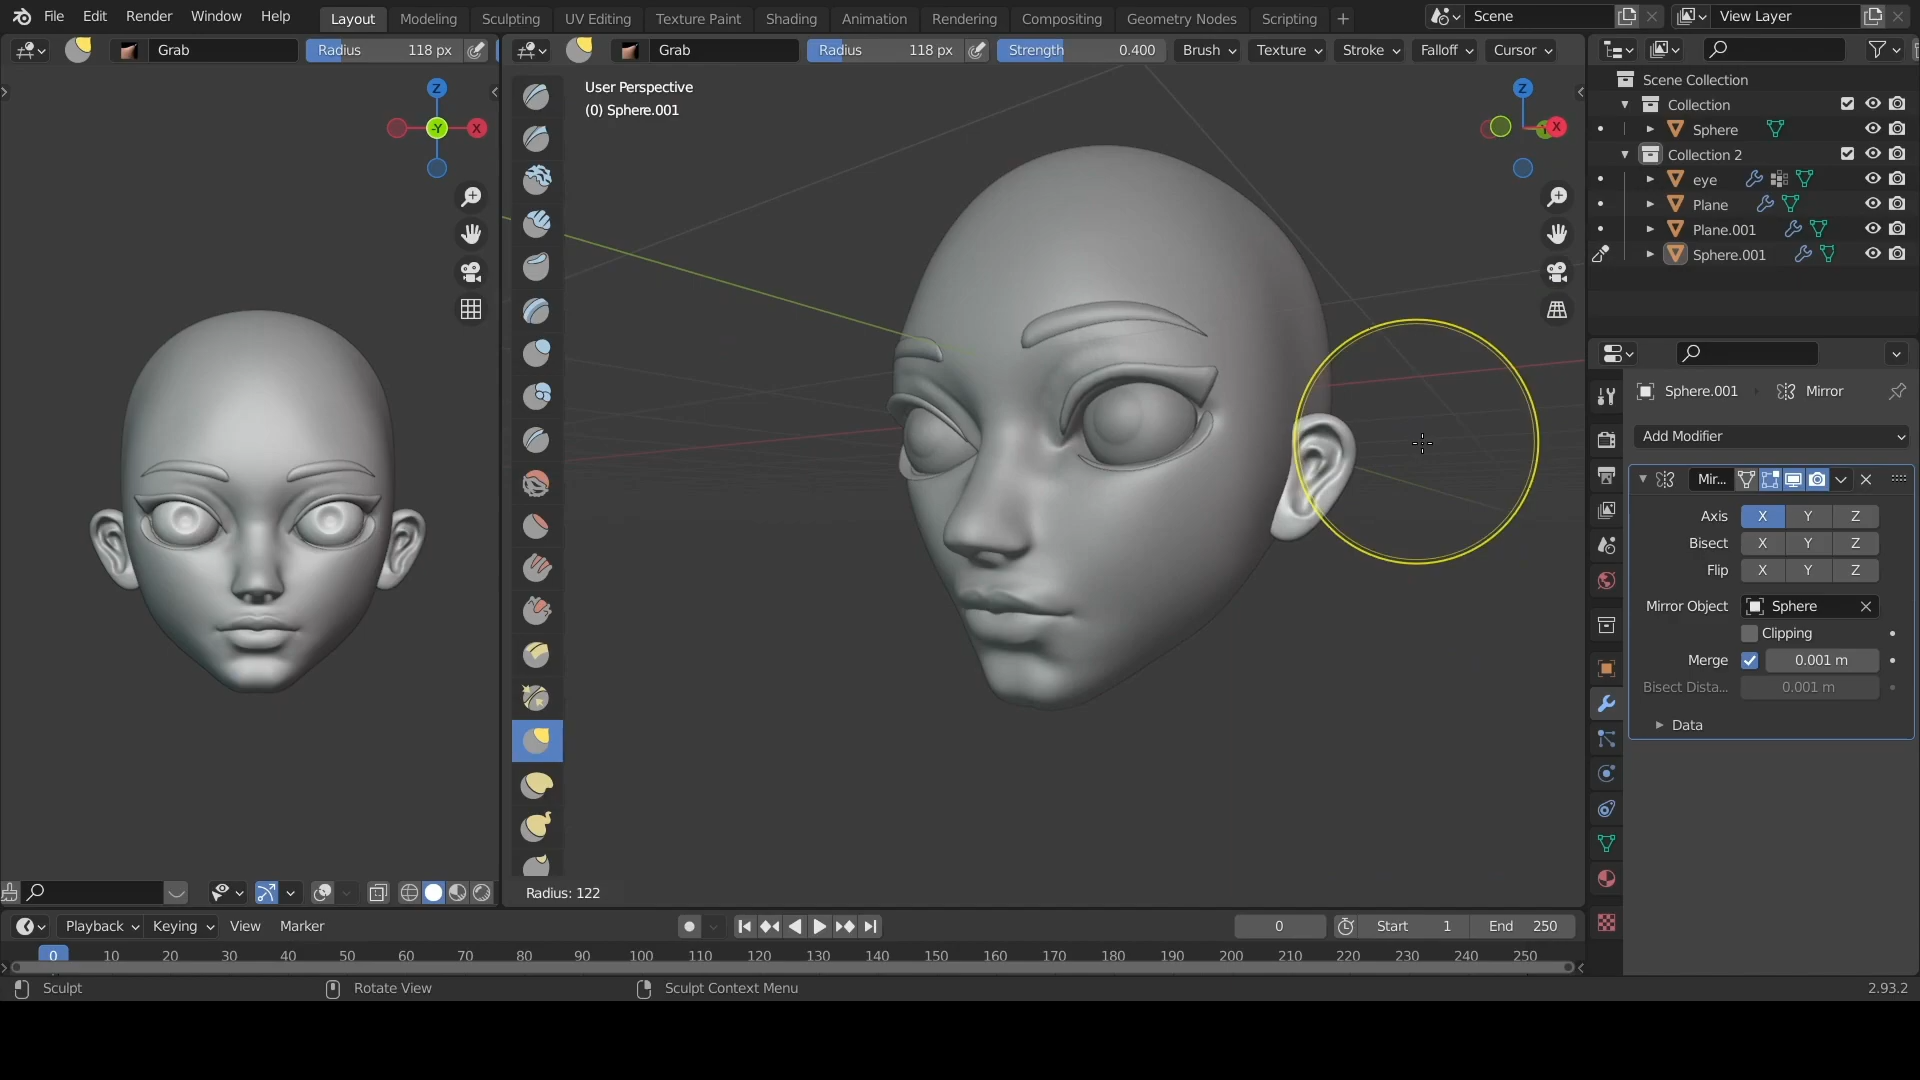 File Edit Render Window Help Layout Modeling Sculpting UV Editing Texture Paint Shading Animation Rendering Compositing Geometry Nodes Scripting + Scene View Layer
Grab Radius 118 px Grab Radius 118 px Strength 0.400 Brush Texture Stroke Falloff Cursor
Scene Collection
Collection
Sphere
Collection 2
eye
Plane
Plane.001
Sphere.001
User Perspective
(0) Sphere.001
Z
-Y X
Z
X
Sphere.001 Mirror
Add Modifier
Mir...
Axis X Y Z
Bisect X Y Z
Flip X Y Z
Mirror Object Sphere
Clipping
Merge 0.001 m
Bisect Dista... 0.001 m
Data
Radius: 122
Playback Keying View Marker 0 Start 1 End 250
0 10 20 30 40 50 60 70 80 90 100 110 120 130 140 150 160 170 180 190 200 210 220 230 240 250
Sculpt Rotate View Sculpt Context Menu 2.93.2